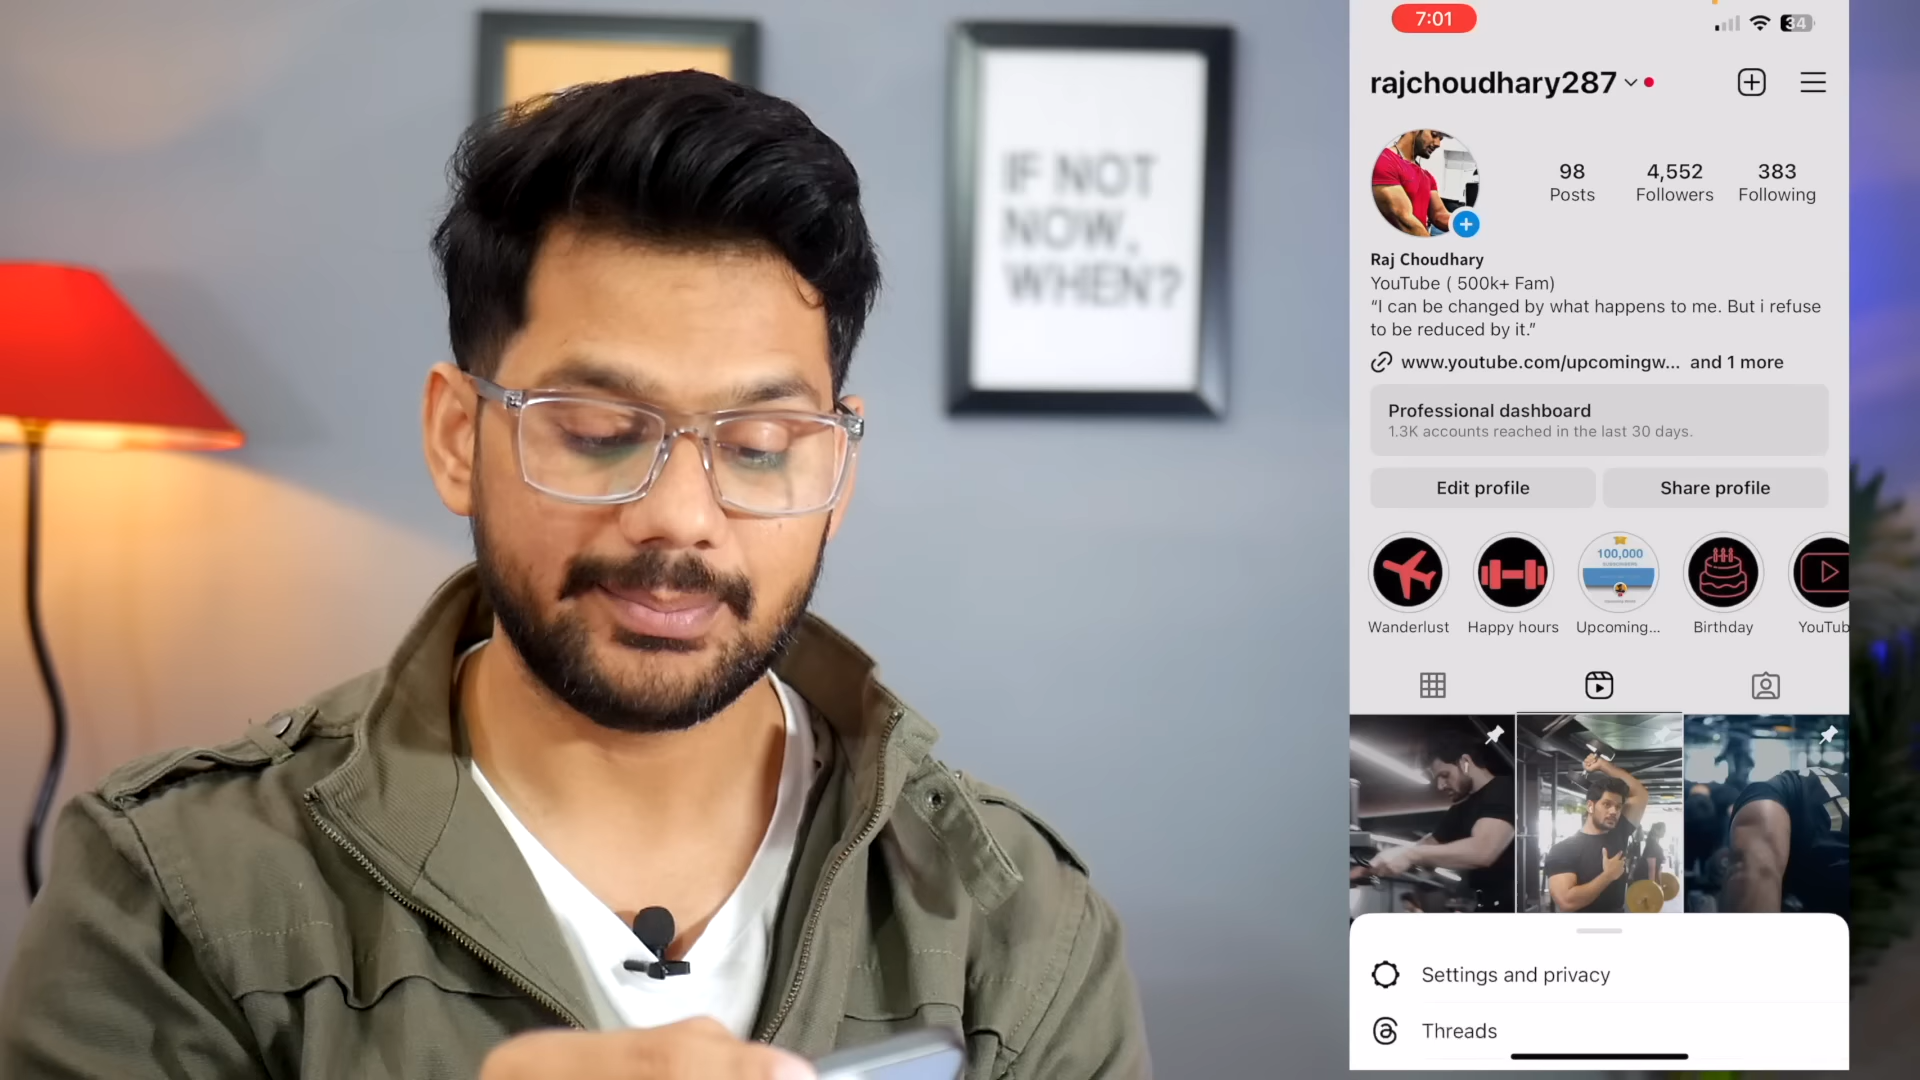 IF NOT
NOW,
WHEN?
7:01
34
rajchoudhary287
98
Posts
4,552
Followers
383
Following
Raj Choudhary
YouTube ( 500k+ Fam)
“I can be changed by what happens to me. But i refuse
to be reduced by it.”
www.youtube.com/upcomingw... and 1 more
Professional dashboard
1.3K accounts reached in the last 30 days.
Edit profile
Share profile
100,000
Wanderlust
Happy hours
Upcoming...
Birthday
YouTub
Settings and privacy
Threads